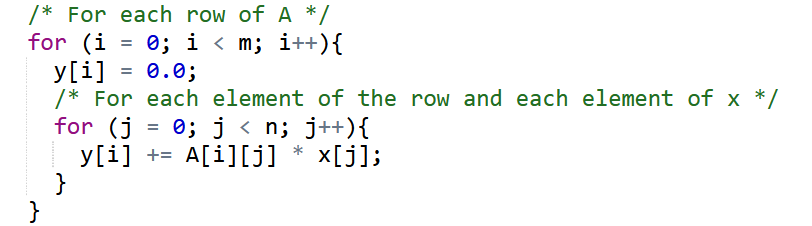 /* For each row of A */
for (i = 0; i < m; i++){
y[i] = 0.0;
/* For each element of the row and each element of x */
for (j = 0; j < n; j++){
y[i] += A[i][j] * x[j];
}
}